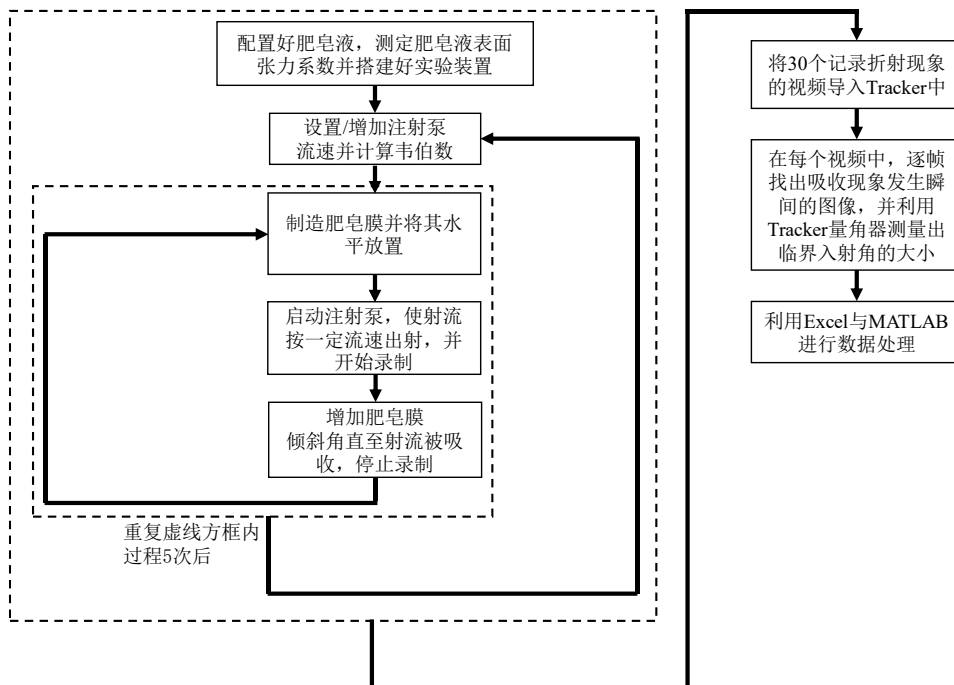 配置好肥皂液，测定肥皂液表面
张力系数并搭建好实验装置
设置/增加注射泵
流速并计算韦伯数
制造肥皂膜并将其水
平放置
启动注射泵，使射流
按一定流速出射，并
开始录制
增加肥皂膜
倾斜角直至射流被吸
收，停止录制
重复虚线方框内
过程5次后
将30个记录折射现象
的视频导入Tracker中
在每个视频中，逐帧
找出吸收现象发生瞬
间的图像，并利用
Tracker量角器测量出
临界入射角的大小
利用Excel与MATLAB
进行数据处理